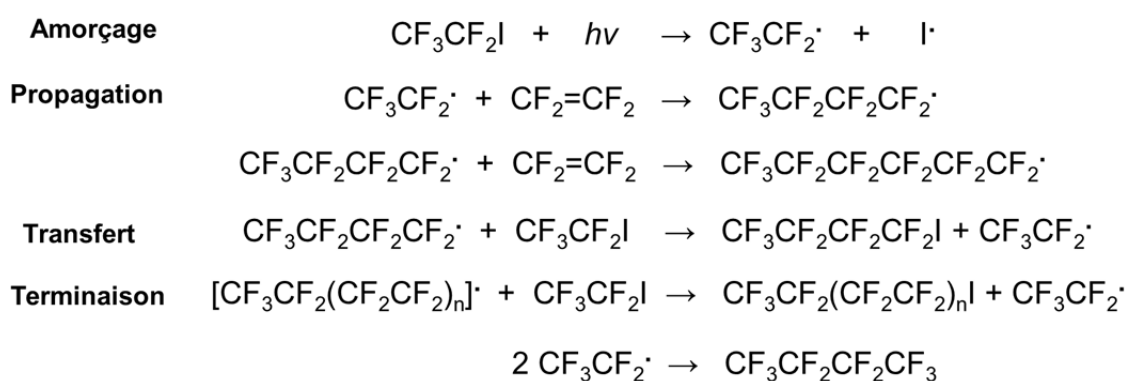 Amorçage CF₃CF₂I + hv → CF₃CF₂· + I·
Propagation CF₃CF₂· + CF₂=CF₂ → CF₃CF₂CF₂CF₂·
CF₃CF₂CF₂CF₂· + CF₂=CF₂ → CF₃CF₂CF₂CF₂CF₂CF₂·
Transfert CF₃CF₂CF₂CF₂· + CF₃CF₂I → CF₃CF₂CF₂CF₂I + CF₃CF₂·
Terminaison [CF₃CF₂(CF₂CF₂)ₙ]· + CF₃CF₂I → CF₃CF₂(CF₂CF₂)ₙI + CF₃CF₂·
2 CF₃CF₂· → CF₃CF₂CF₂CF₃